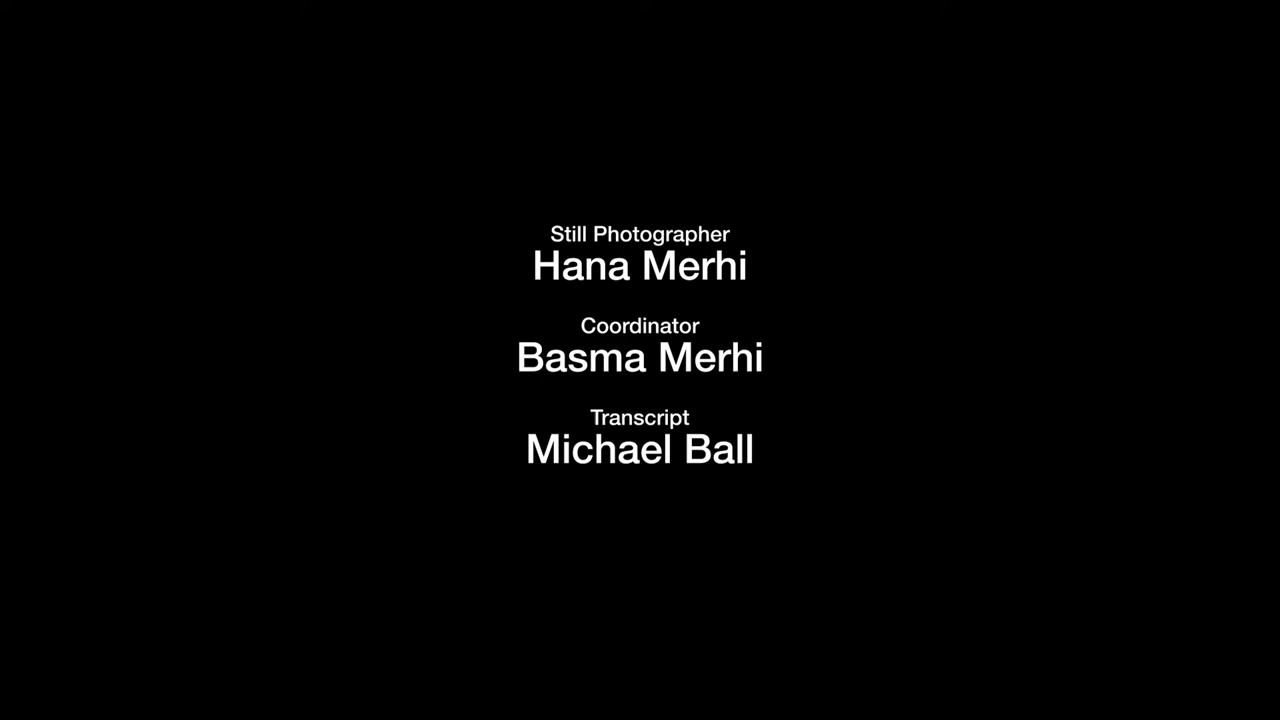 Still Photographer
Hana Merhi
Coordinator
Basma Merhi
Transcript
Michael Ball